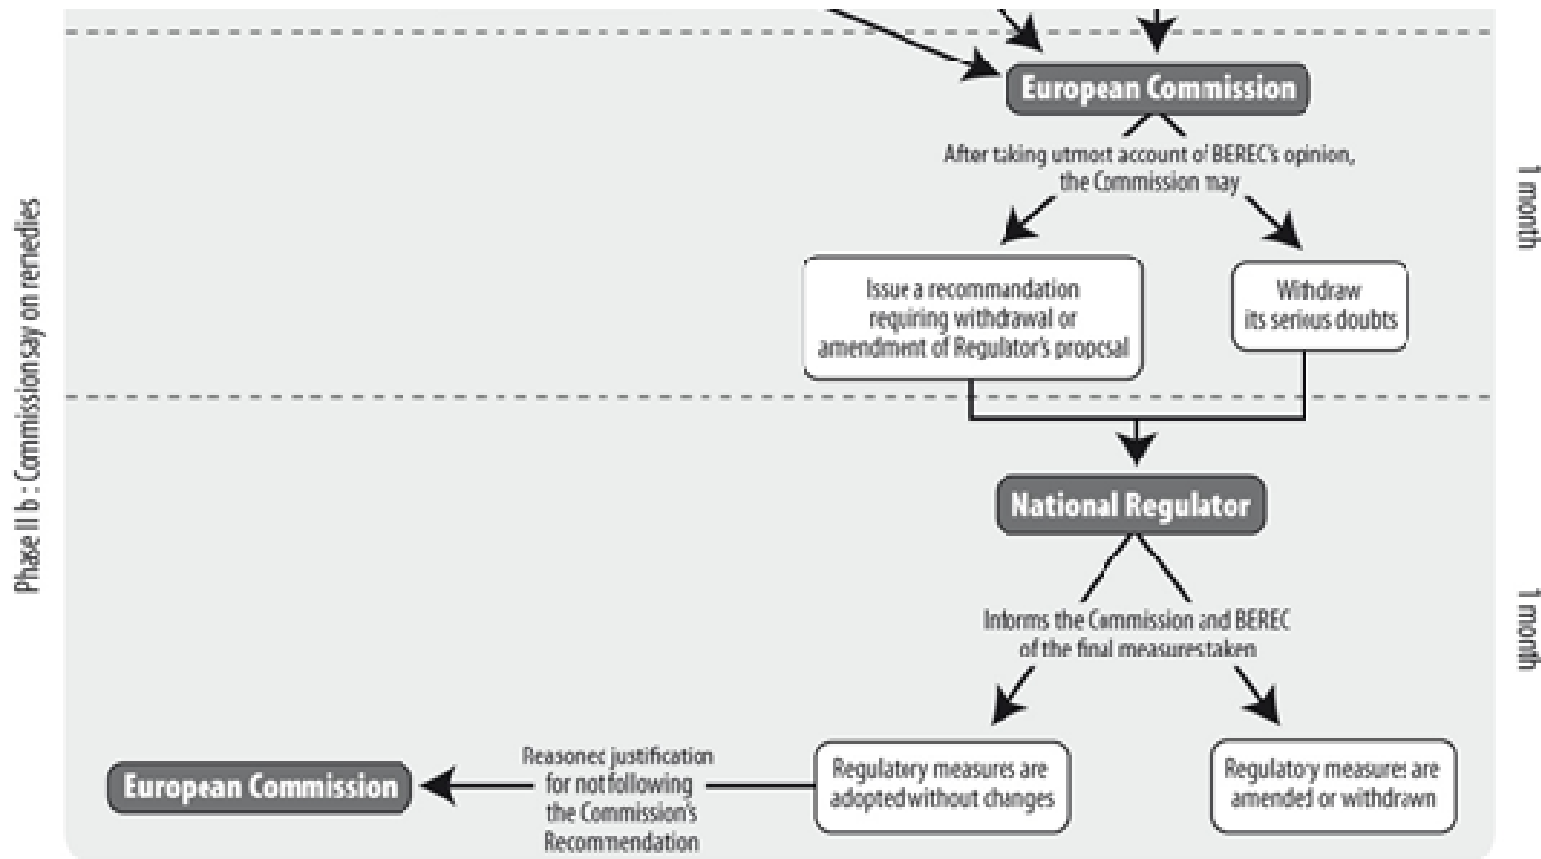 European Commission
After taking utmost account of BEREC's opinion,
the Commission may
1 month
Issue a recommandation
requiring withdrawal or
amendment of Regulator's proposal
Withdraw
its serious doubts
Phase II b : Commission say on remedies
National Regulator
Informs the Commission and BEREC
of the final measures taken
1 month
Regulatory measures are
adopted without changes
Regulatory measures are
amended or withdrawn
Reasoned justification
for not following
the Commission's
Recommendation
European Commission